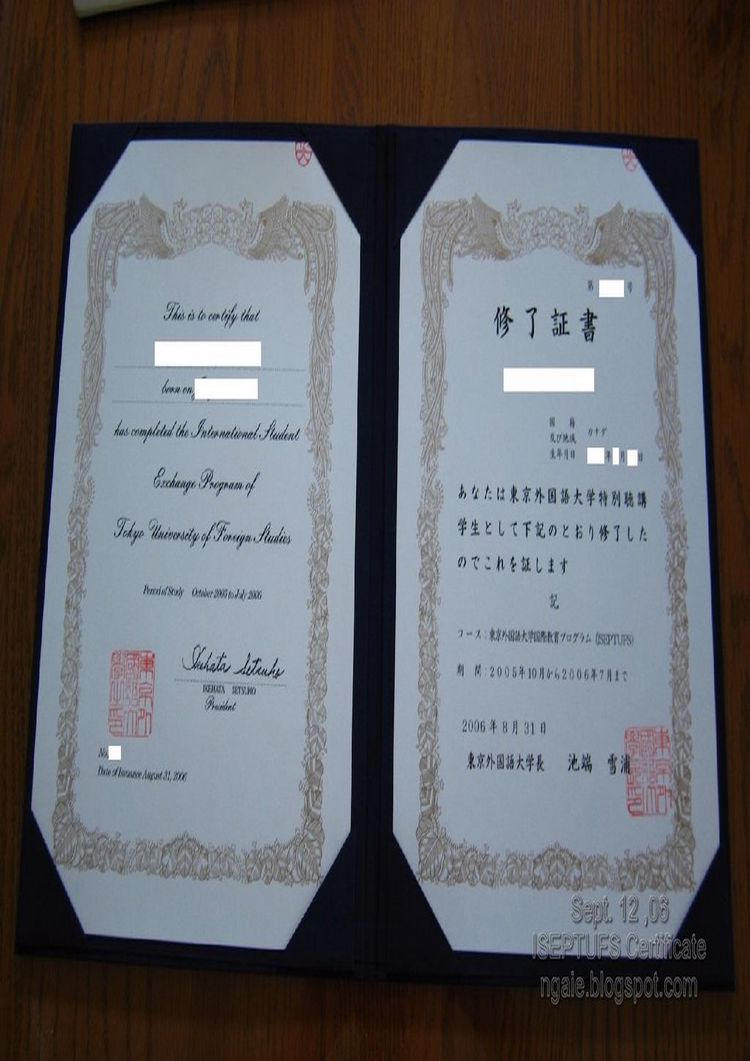 This is to certify that
born on
has completed the International Student
Exchange Program of
Tokyo University of Foreign Studies
Period of Study October 2005 to July 2006
Ikehata Setsuho
IKEHATA SETSUHO
President
No.
Date of Issuance August 31, 2006
第 号
修了証書
国籍
及び地域 カナダ
生年月日 年 月 日
あなたは東京外国語大学特別聴講
学生として下記のとおり修了した
のでこれを証します
記
コース：東京外国語大学国際教育プログラム (ISEPTUFS)
期 間：2005年10月から2006年7月まで
2006年8月31日
東京外国語大学長 池端 雪浦
Sept. 12 ,06
ISEPTUFS Certificate
ngaie.blogspot.com